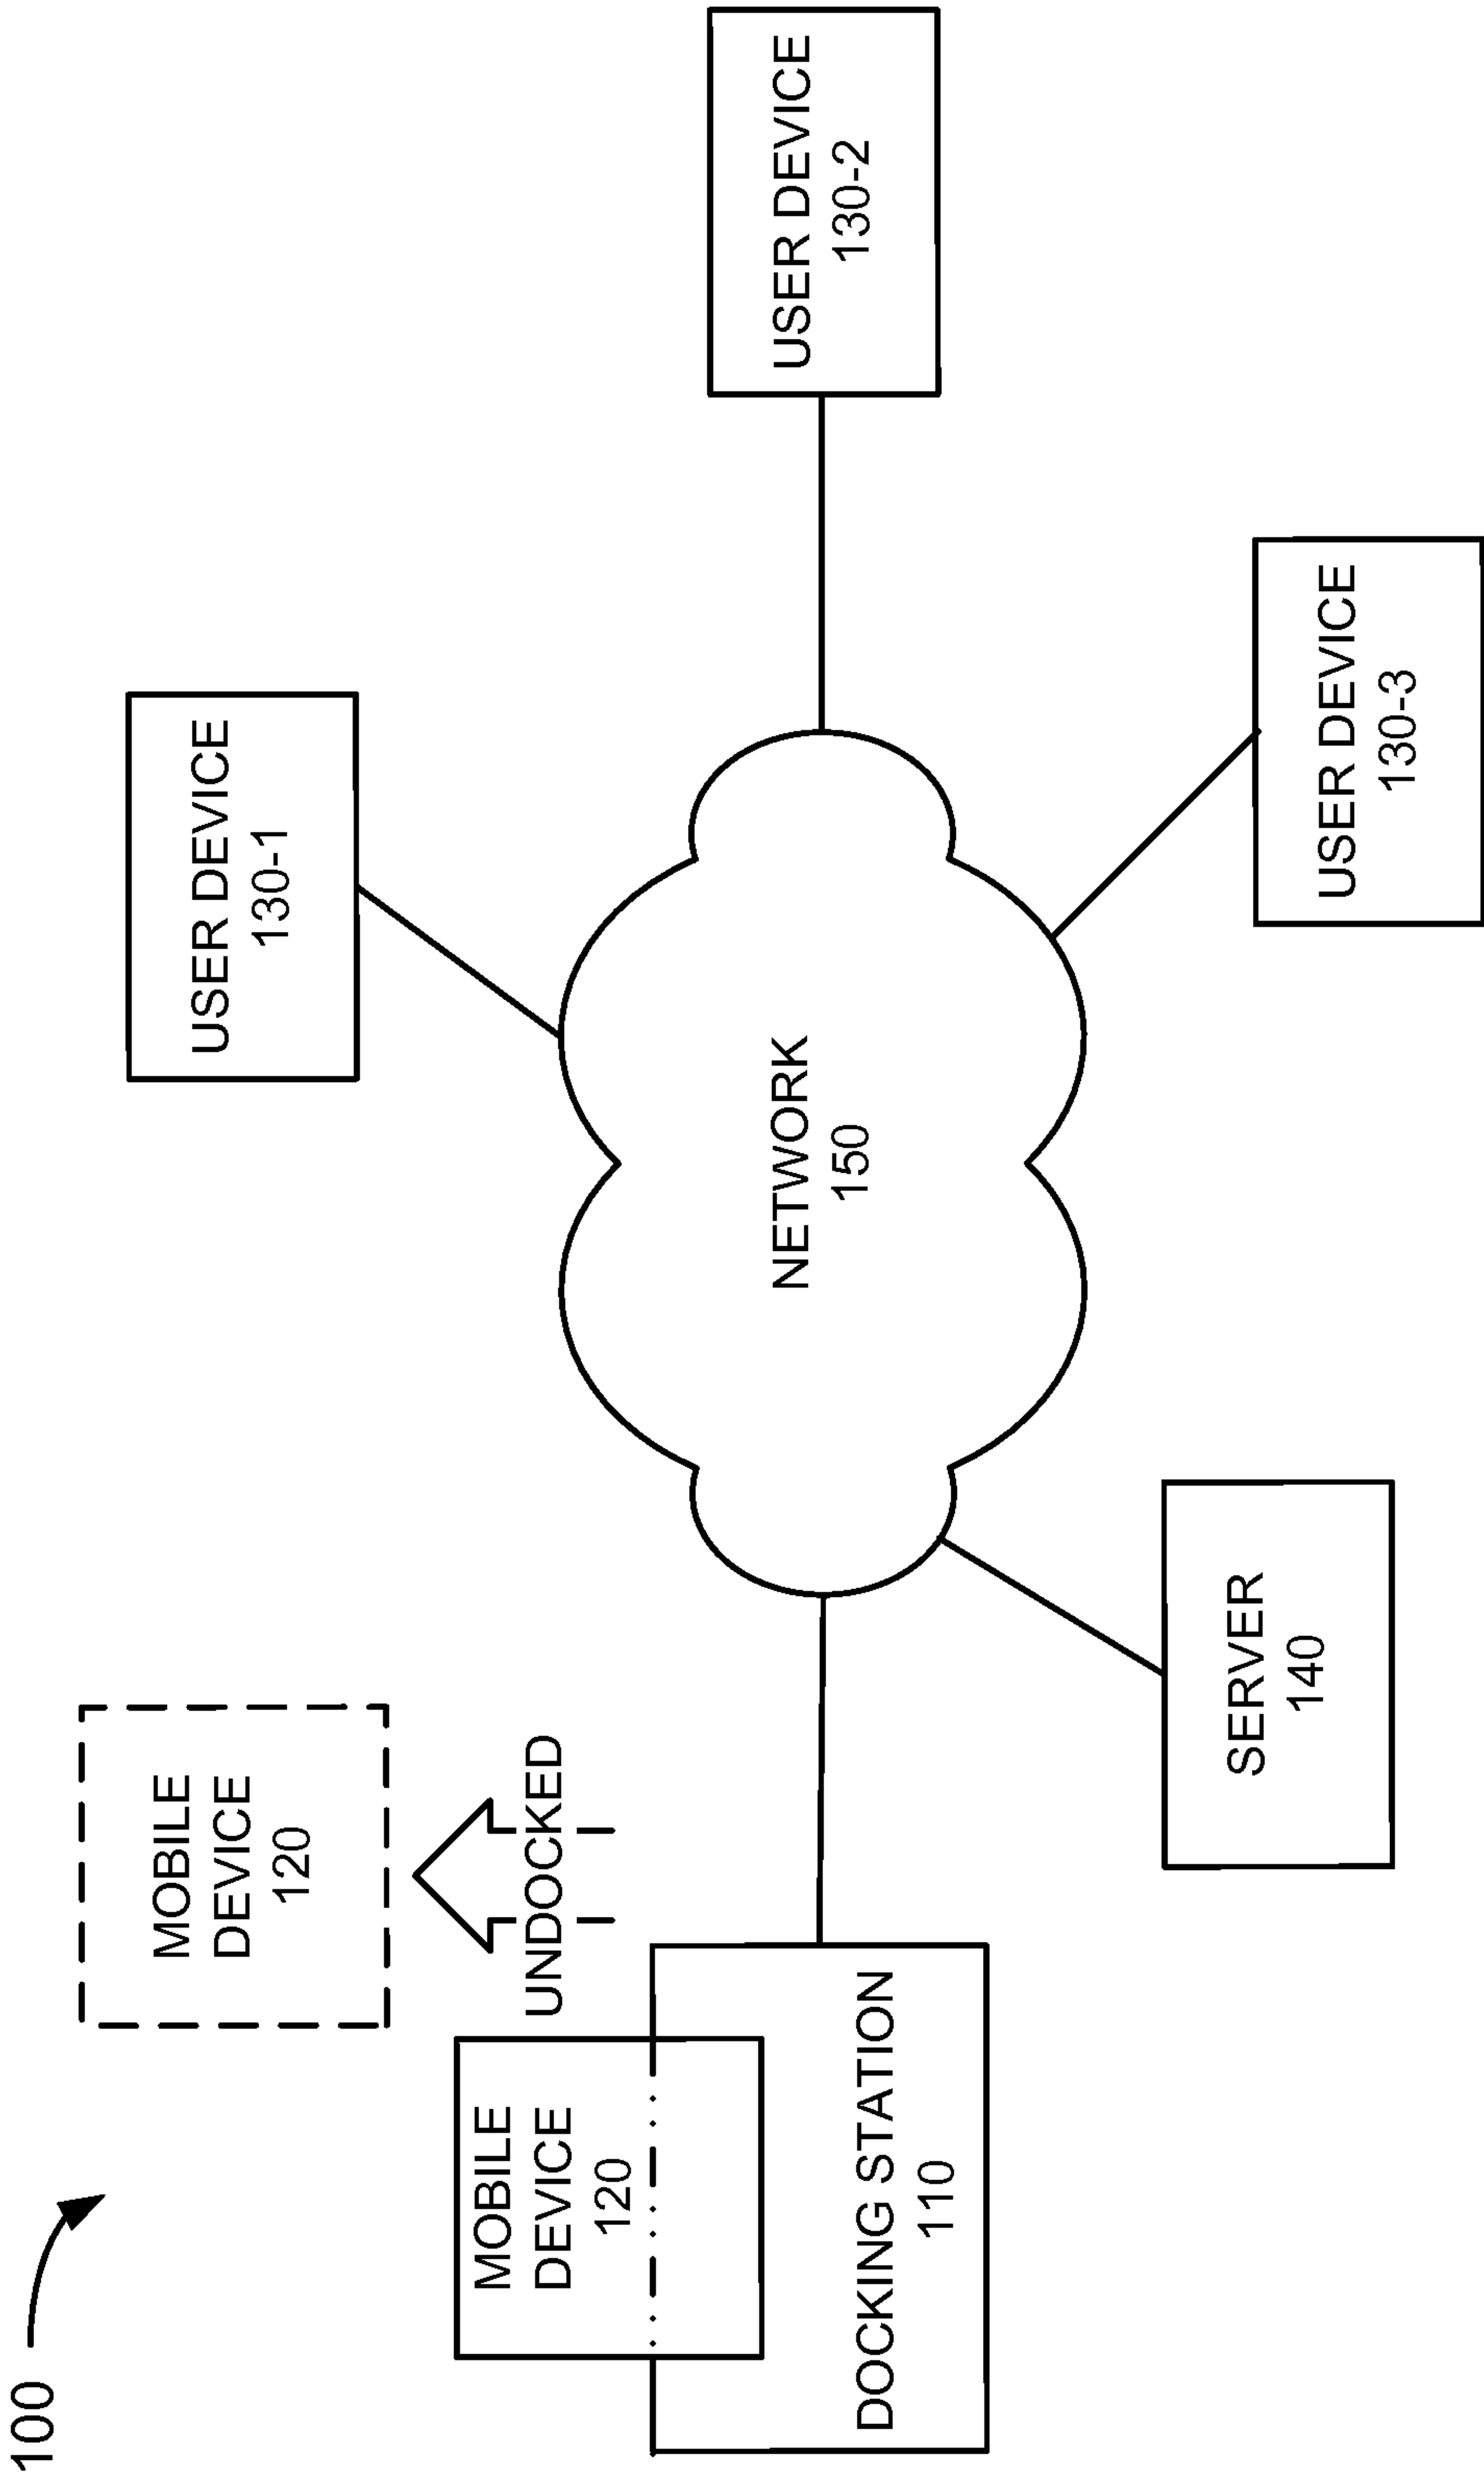 100
MOBILE
DEVICE
120
UNDOCKED
MOBILE
DEVICE
120
DOCKING STATION
110
SERVER
140
NETWORK
150
USER DEVICE
130-1
USER DEVICE
130-2
USER DEVICE
130-3